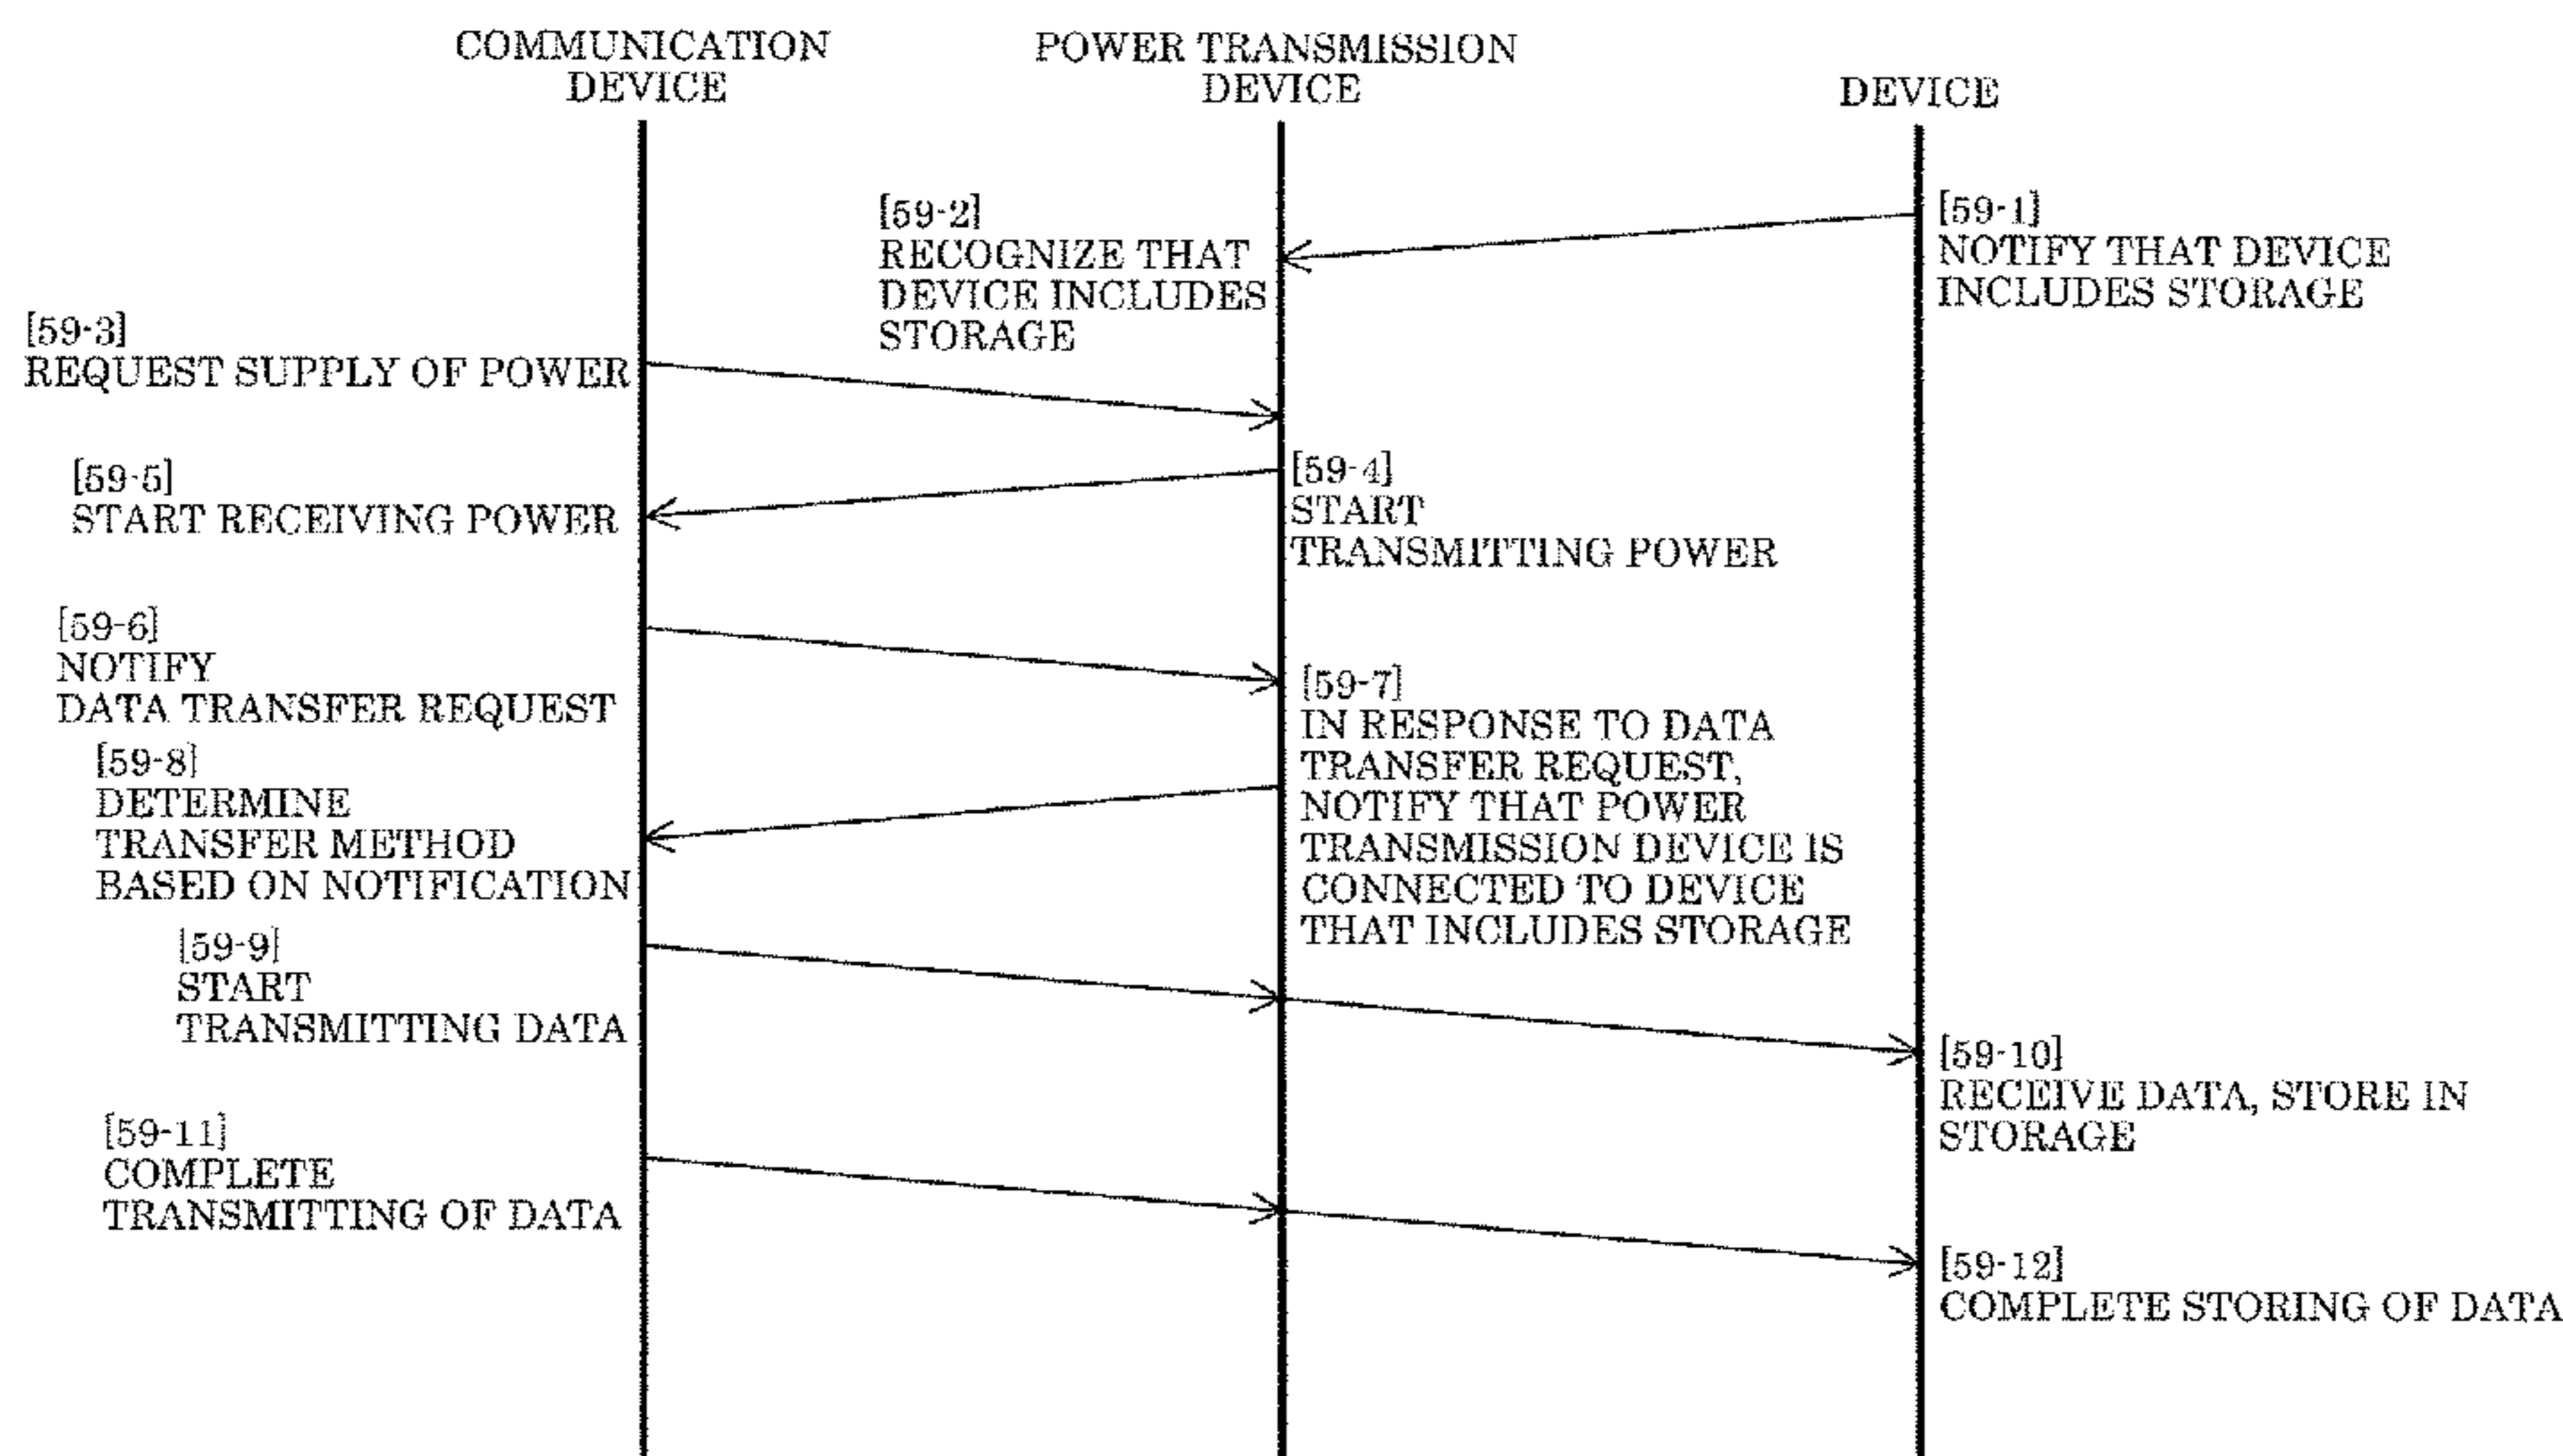 COMMUNICATION
DEVICE
POWER TRANSMISSION
DEVICE
DEVICE
[59-1]
NOTIFY THAT DEVICE
INCLUDES STORAGE
[59-2]
RECOGNIZE THAT
DEVICE INCLUDES
STORAGE
[59-3]
REQUEST SUPPLY OF POWER
[59-4]
START
TRANSMITTING POWER
[59-5]
START RECEIVING POWER
[59-6]
NOTIFY
DATA TRANSFER REQUEST
[59-7]
IN RESPONSE TO DATA
TRANSFER REQUEST,
NOTIFY THAT POWER
TRANSMISSION DEVICE IS
CONNECTED TO DEVICE
THAT INCLUDES STORAGE
[59-8]
DETERMINE
TRANSFER METHOD
BASED ON NOTIFICATION
[59-9]
START
TRANSMITTING DATA
[59-10]
RECEIVE DATA, STORE IN
STORAGE
[59-11]
COMPLETE
TRANSMITTING OF DATA
[59-12]
COMPLETE STORING OF DATA